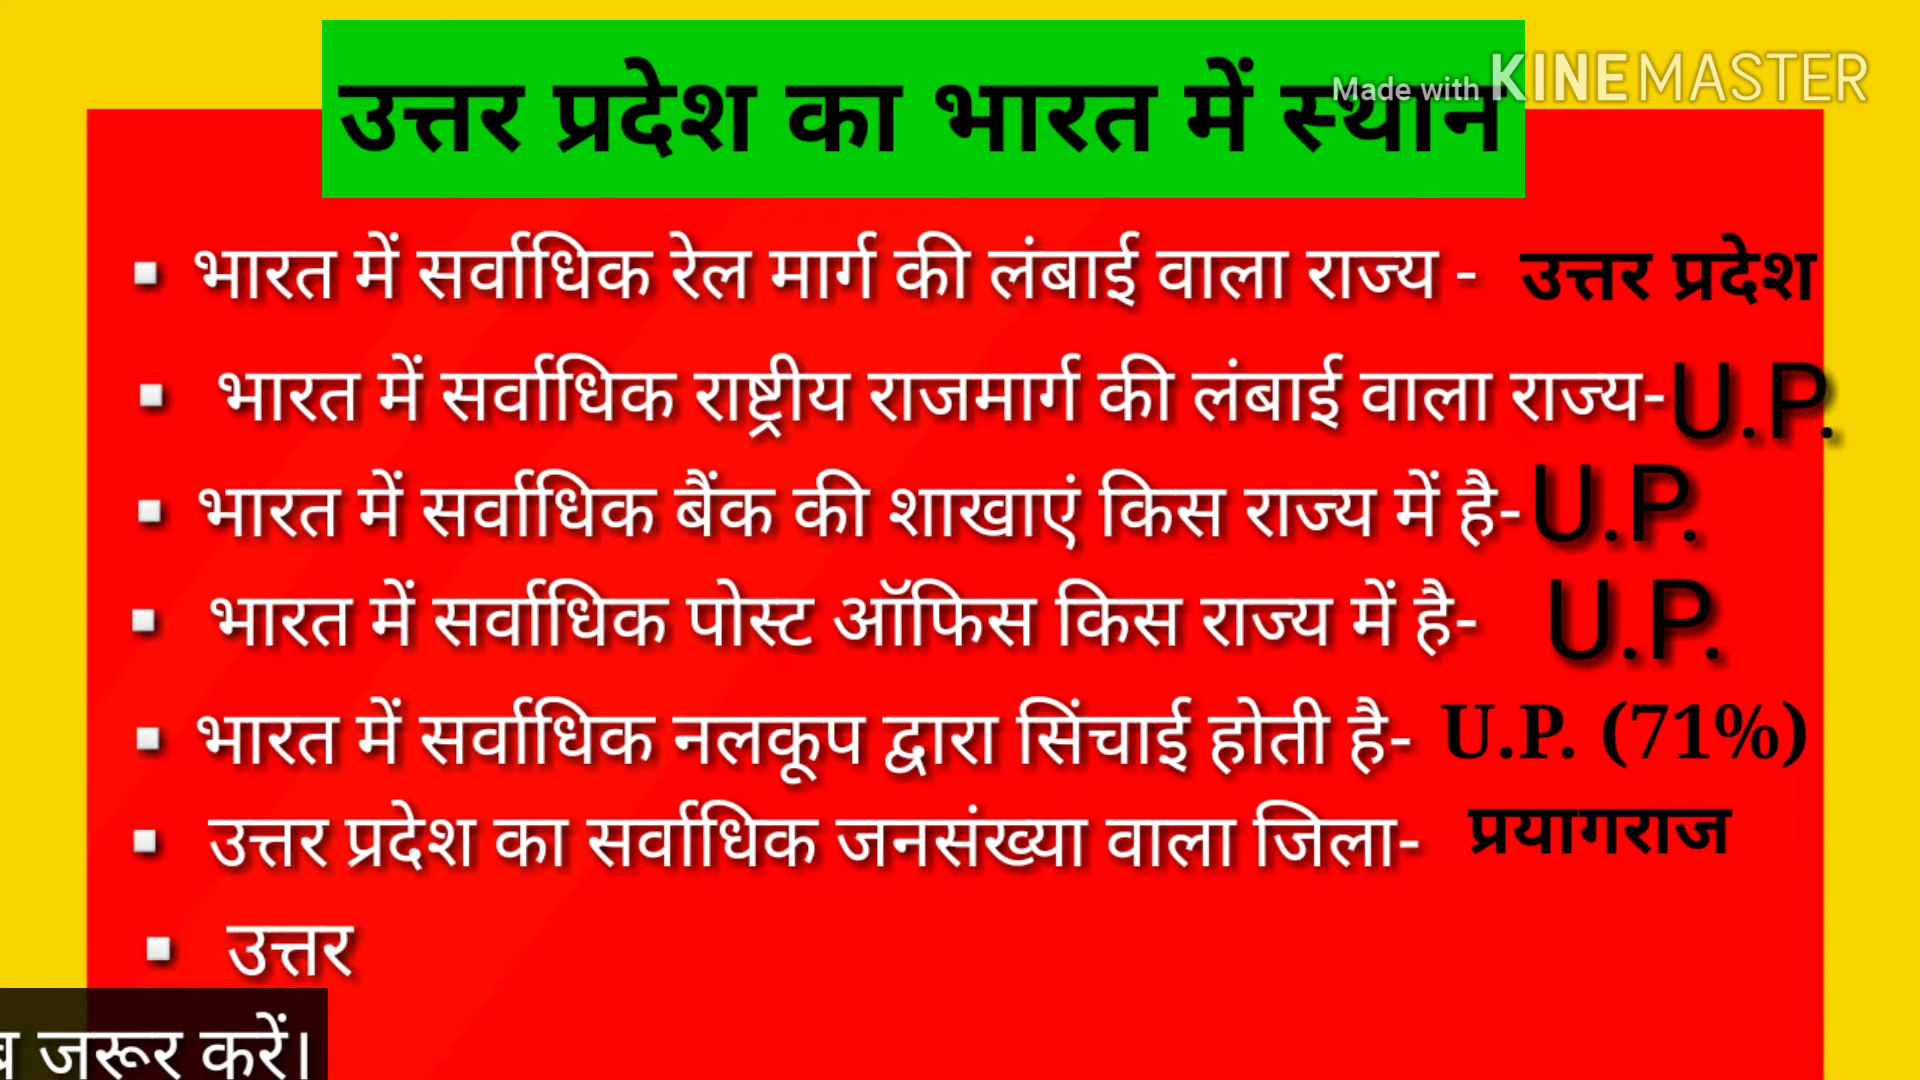 उत्तर प्रदेश का भारत में स्थान
Made with KINEMASTER
▫ भारत में सर्वाधिक रेल मार्ग की लंबाई वाला राज्य - उत्तर प्रदेश
▫ भारत में सर्वाधिक राष्ट्रीय राजमार्ग की लंबाई वाला राज्य- U.P.
▫ भारत में सर्वाधिक बैंक की शाखाएं किस राज्य में है- U.P.
▫ भारत में सर्वाधिक पोस्ट ऑफिस किस राज्य में है- U.P.
▫ भारत में सर्वाधिक नलकूप द्वारा सिंचाई होती है- U.P. (71%)
▫ उत्तर प्रदेश का सर्वाधिक जनसंख्या वाला जिला- प्रयागराज
▫ उत्तर
जरूर करें।